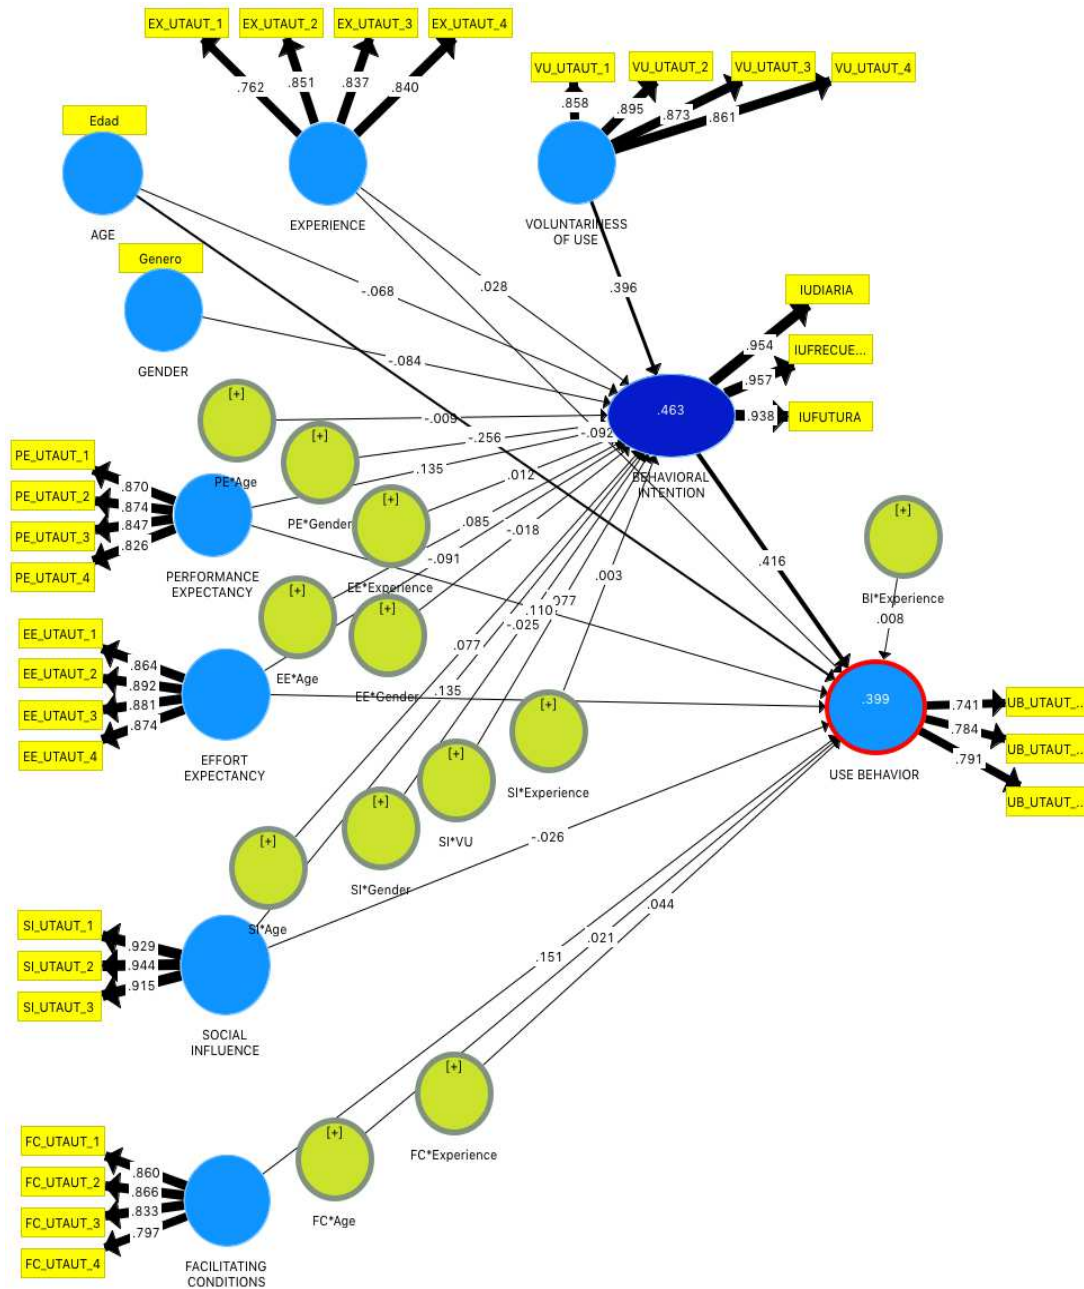 EX_UTAUT_1
EX_UTAUT_2
EX_UTAUT_3
EX_UTAUT_4
.762
.851
.837
.840
VU_UTAUT_1
VU_UTAUT_2
VU_UTAUT_3
VU_UTAUT_4
.858
.895
.873
.861
Edad
AGE
EXPERIENCE
VOLUNTARINESS
OF USE
Genero
GENDER
-.068
.028
.396
-.084
IUDIARIA
IUFRECUE...
IUFUTURA
.954
.957
.938
.463
BEHAVIORAL
INTENTION
[+]
PE*Age
-.009
[+]
PE*Gender
-.256
-.092
PE_UTAUT_1
PE_UTAUT_2
PE_UTAUT_3
PE_UTAUT_4
.870
.874
.847
.826
PERFORMANCE
EXPECTANCY
.135
[+]
EE*Experience
.012
.085
-.018
-.091
[+]
EE*Age
[+]
EE*Gender
.416
[+]
BI*Experience
.008
.003
.077
.110
-.025
.077
.135
EE_UTAUT_1
EE_UTAUT_2
EE_UTAUT_3
EE_UTAUT_4
.864
.892
.881
.874
EFFORT
EXPECTANCY
.399
USE BEHAVIOR
.741
.784
.791
UB_UTAUT_...
UB_UTAUT_...
UB_UTAUT_...
[+]
SI*Experience
[+]
SI*VU
[+]
SI*Gender
[+]
SI*Age
-.026
SI_UTAUT_1
SI_UTAUT_2
SI_UTAUT_3
.929
.944
.915
SOCIAL
INFLUENCE
.044
.021
.151
[+]
FC*Experience
[+]
FC*Age
FC_UTAUT_1
FC_UTAUT_2
FC_UTAUT_3
FC_UTAUT_4
.860
.866
.833
.797
FACILITATING
CONDITIONS